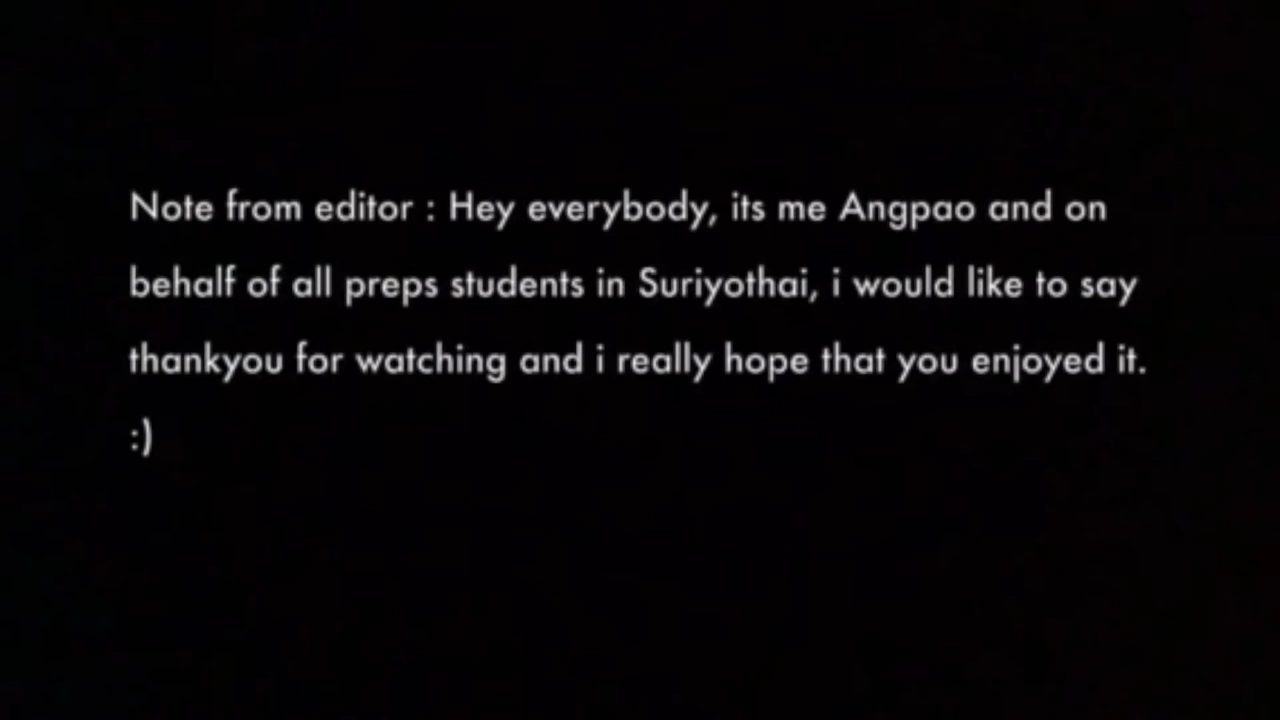 Note from editor : Hey everybody, its me Angpao and on
behalf of all preps students in Suriyothai, i would like to say
thankyou for watching and i really hope that you enjoyed it.
:)